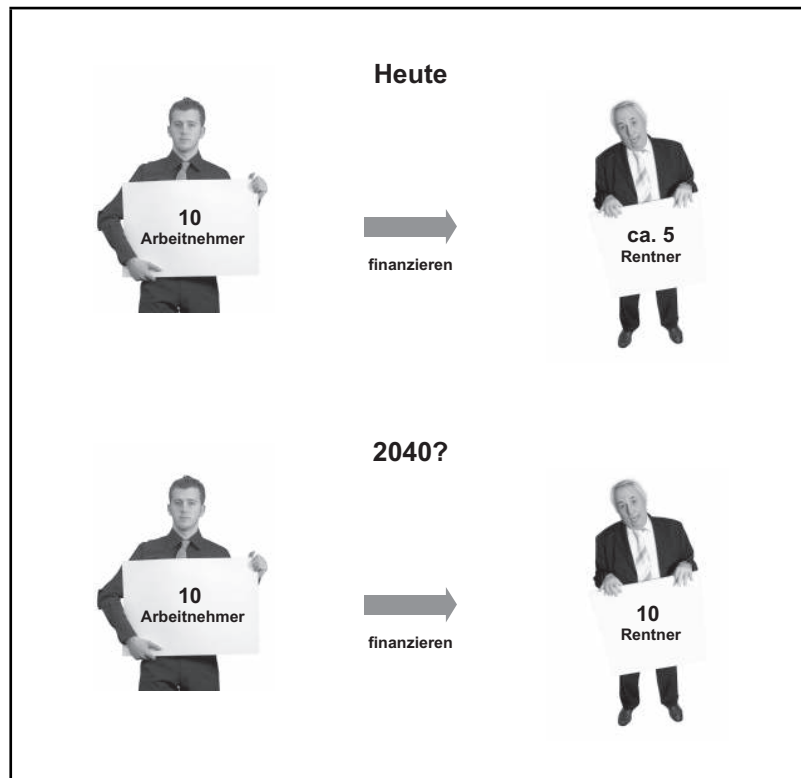 Heute
10
Arbeitnehmer
finanzieren
ca. 5
Rentner
2040?
10
Arbeitnehmer
finanzieren
10
Rentner